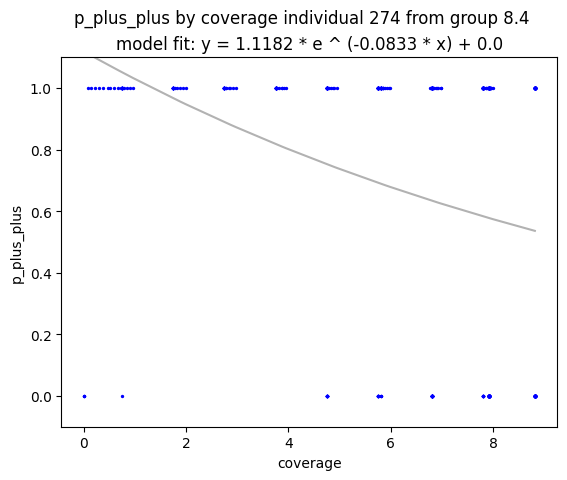 p_plus_plus by coverage individual 274 from group 8.4
model fit: y = 1.1182 * e ^ (-0.0833 * x) + 0.0
1.0
0.8
0.6
0.4
0.2
0.0
p_plus_plus
0 2 4 6 8
coverage